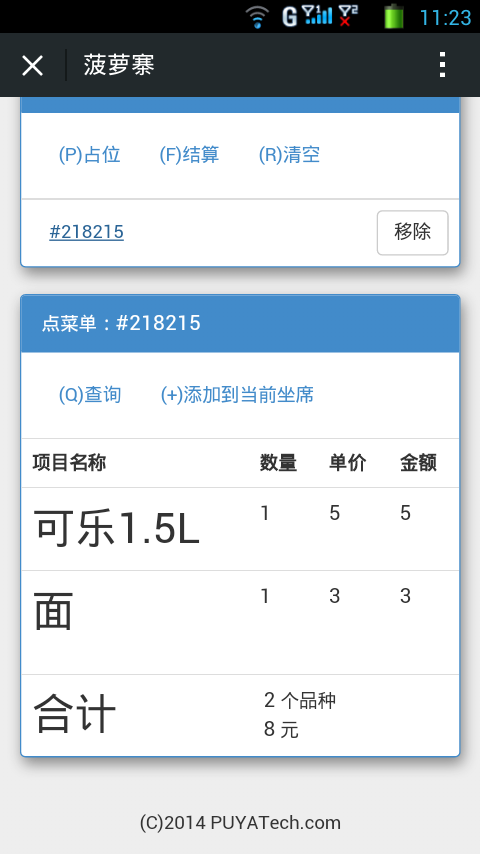 11:23
菠萝寨
(P)占位 (F)结算 (R)清空
#218215 移除
点菜单：#218215
(Q)查询 (+)添加到当前坐席
项目名称 数量 单价 金额
可乐1.5L 1 5 5
面 1 3 3
合计 2 个品种
8 元
(C)2014 PUYATech.com